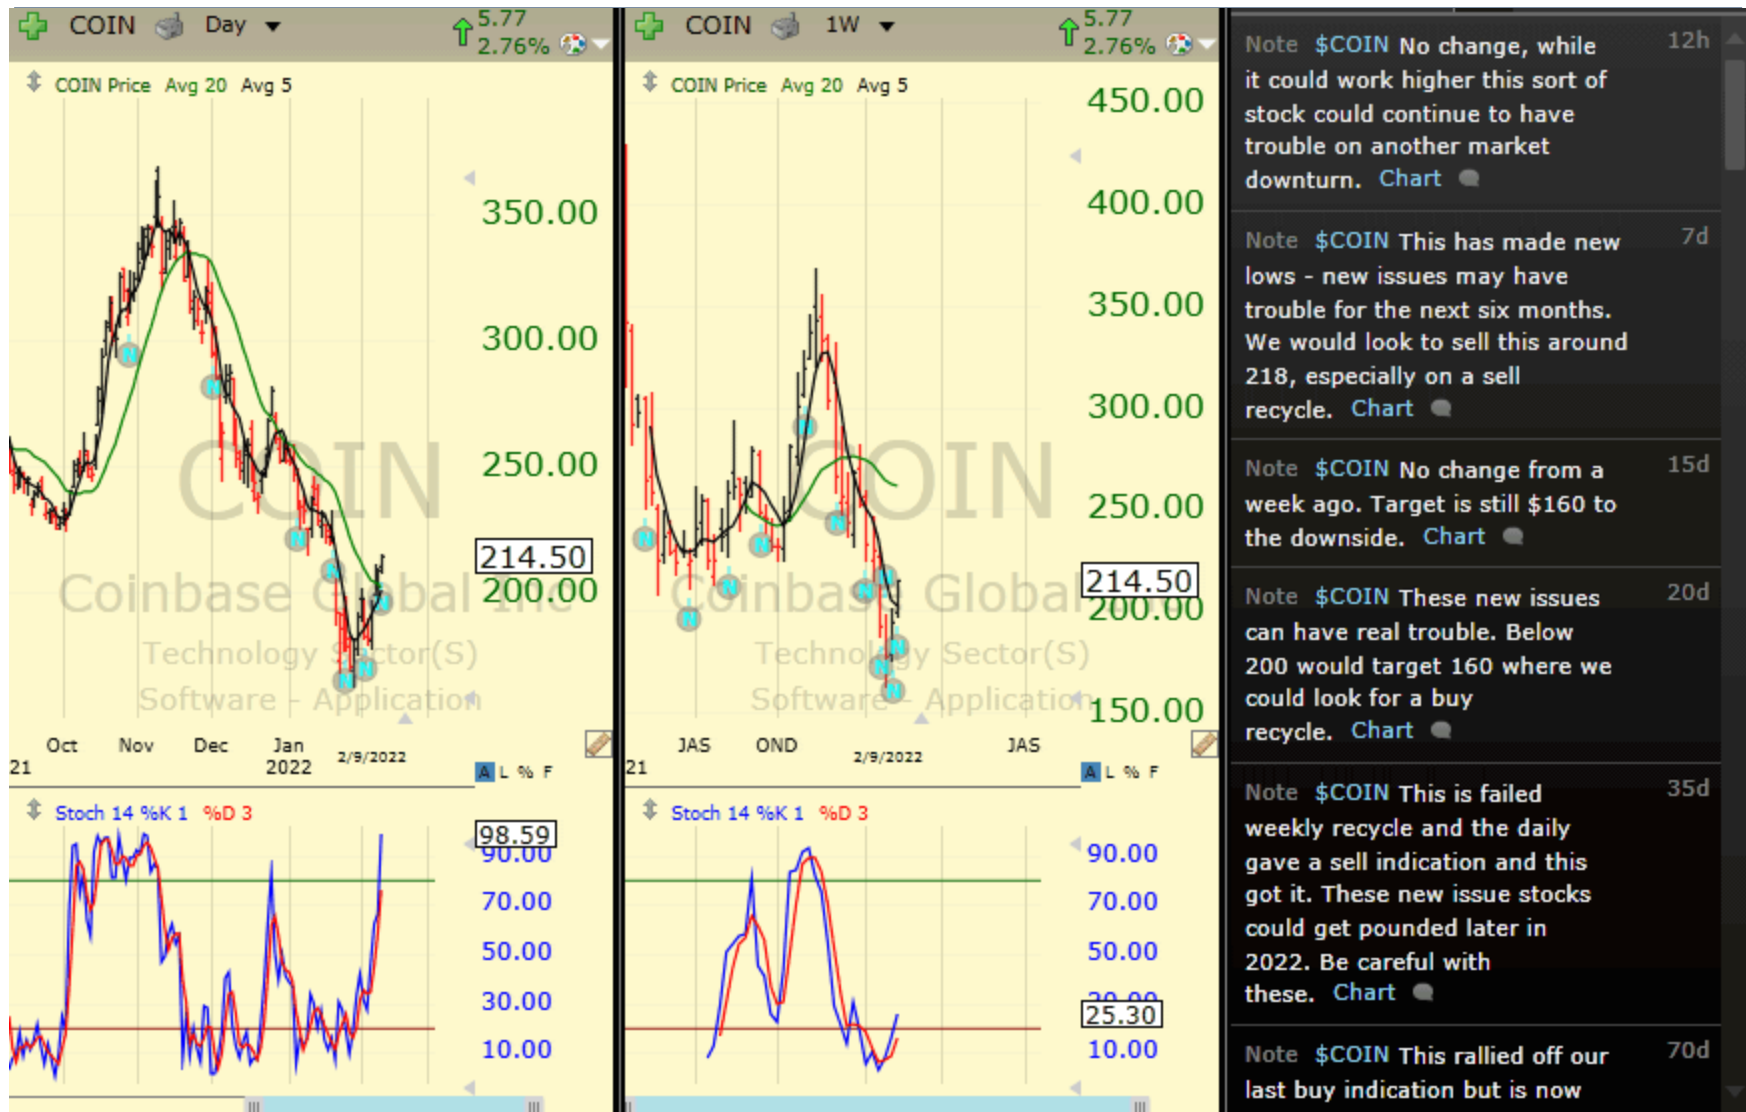 COIN Day
5.77
2.76%
COIN Price Avg 20 Avg 5
350.00
300.00
250.00
214.50
200.00
COIN
Coinbase Global Inc
Technology Sector(S)
Software - Application
N
N
N
N
N
N
N
Oct Nov Dec Jan
21 2022 2/9/2022
A L % F
Stoch 14 %K 1 %D 3
98.59
90.00
70.00
50.00
30.00
10.00
COIN 1W
5.77
2.76%
COIN Price Avg 20 Avg 5
450.00
400.00
350.00
300.00
250.00
214.50
200.00
150.00
COIN
Coinbase Global Inc
Technology Sector(S)
Software - Application
N
N
N
N
N
N
N
N
N
N
N
JAS OND JAS
21 2/9/2022
A L % F
Stoch 14 %K 1 %D 3
90.00
70.00
50.00
30.00
25.30
10.00
Note $COIN No change, while 12h
it could work higher this sort of
stock could continue to have
trouble on another market
downturn. Chart
Note $COIN This has made new 7d
lows - new issues may have
trouble for the next six months.
We would look to sell this around
218, especially on a sell
recycle. Chart
Note $COIN No change from a 15d
week ago. Target is still $160 to
the downside. Chart
Note $COIN These new issues 20d
can have real trouble. Below
200 would target 160 where we
could look for a buy
recycle. Chart
Note $COIN This is failed 35d
weekly recycle and the daily
gave a sell indication and this
got it. These new issue stocks
could get pounded later in
2022. Be careful with
these. Chart
Note $COIN This rallied off our 70d
last buy indication but is now